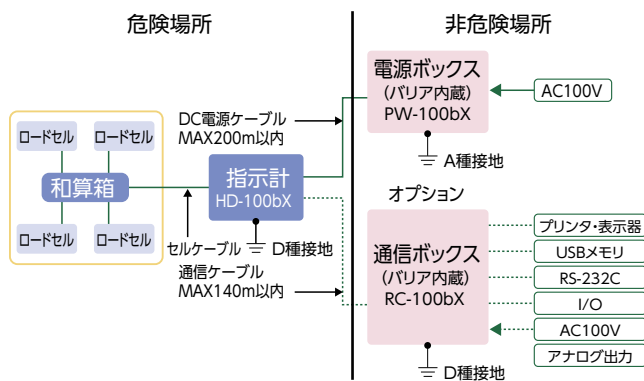 危険場所
非危険場所
ロードセル
ロードセル
和算箱
ロードセル
ロードセル
DC電源ケーブル
MAX200m以内
指示計
HD-100bX
D種接地
セルケーブル
通信ケーブル
MAX140m以内
電源ボックス
(バリア内蔵)
PW-100bX
AC100V
A種接地
オプション
通信ボックス
(バリア内蔵)
RC-100bX
D種接地
プリンタ・表示器
USBメモリ
RS-232C
I/O
AC100V
アナログ出力